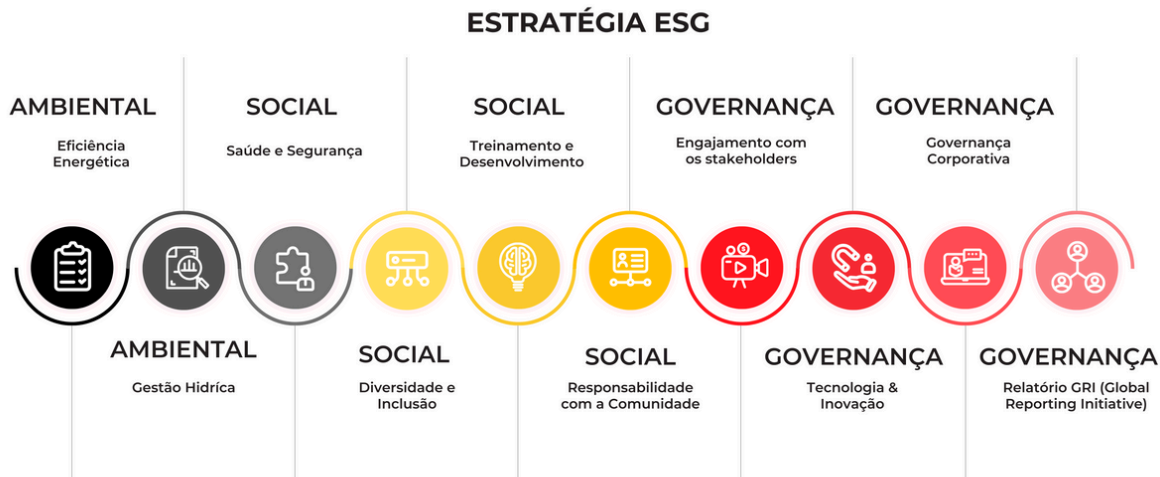 ESTRATÉGIA ESG
AMBIENTAL
Eficiência
Energética
AMBIENTAL
Gestão Hidríca
SOCIAL
Saúde e Segurança
SOCIAL
Diversidade e
Inclusão
SOCIAL
Treinamento e
Desenvolvimento
SOCIAL
Responsabilidade
com a Comunidade
GOVERNANÇA
Engajamento com
os stakeholders
GOVERNANÇA
Tecnologia &
Inovação
GOVERNANÇA
Governança
Corporativa
GOVERNANÇA
Relatório GRI (Global
Reporting Initiative)